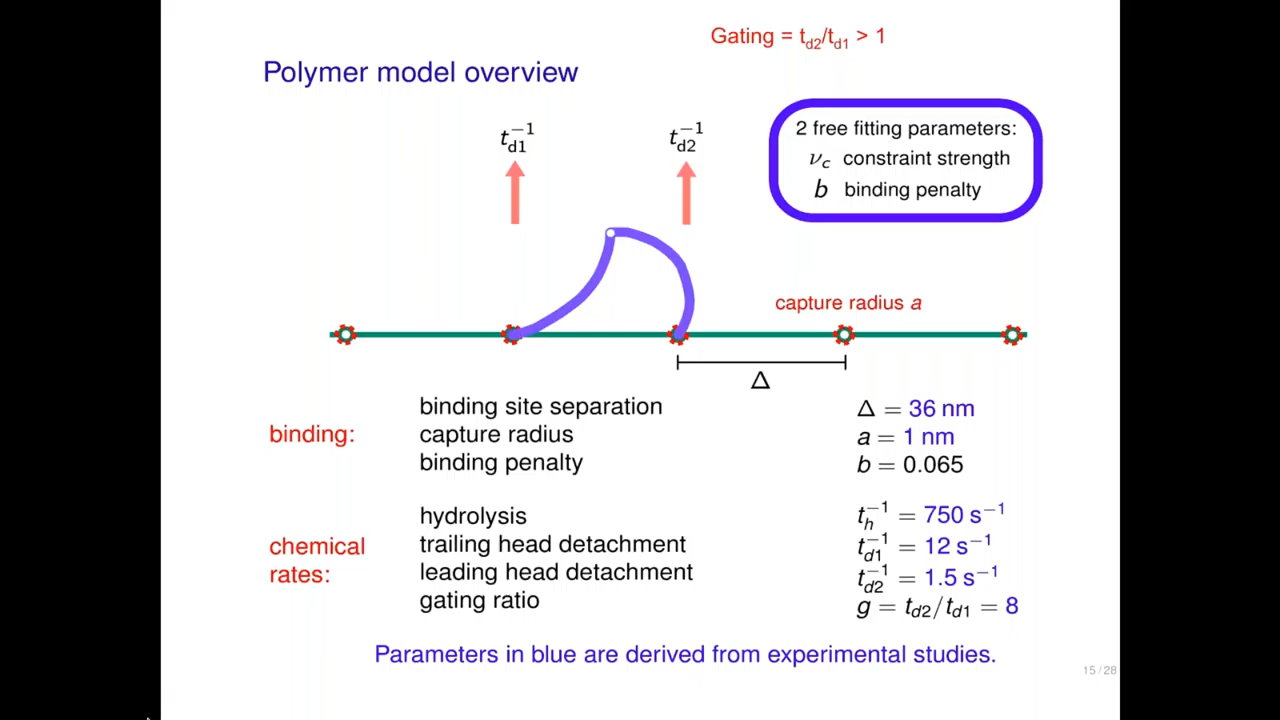 Gating = t_d2/t_d1 > 1
Polymer model overview
t_d1^−1
t_d2^−1
2 free fitting parameters:
ν_c constraint strength
b binding penalty
capture radius a
Δ
binding:
binding site separation Δ = 36 nm
capture radius a = 1 nm
binding penalty b = 0.065
chemical rates:
hydrolysis t_h^−1 = 750 s^−1
trailing head detachment t_d1^−1 = 12 s^−1
leading head detachment t_d2^−1 = 1.5 s^−1
gating ratio g = t_d2/t_d1 = 8
Parameters in blue are derived from experimental studies.
15 / 28